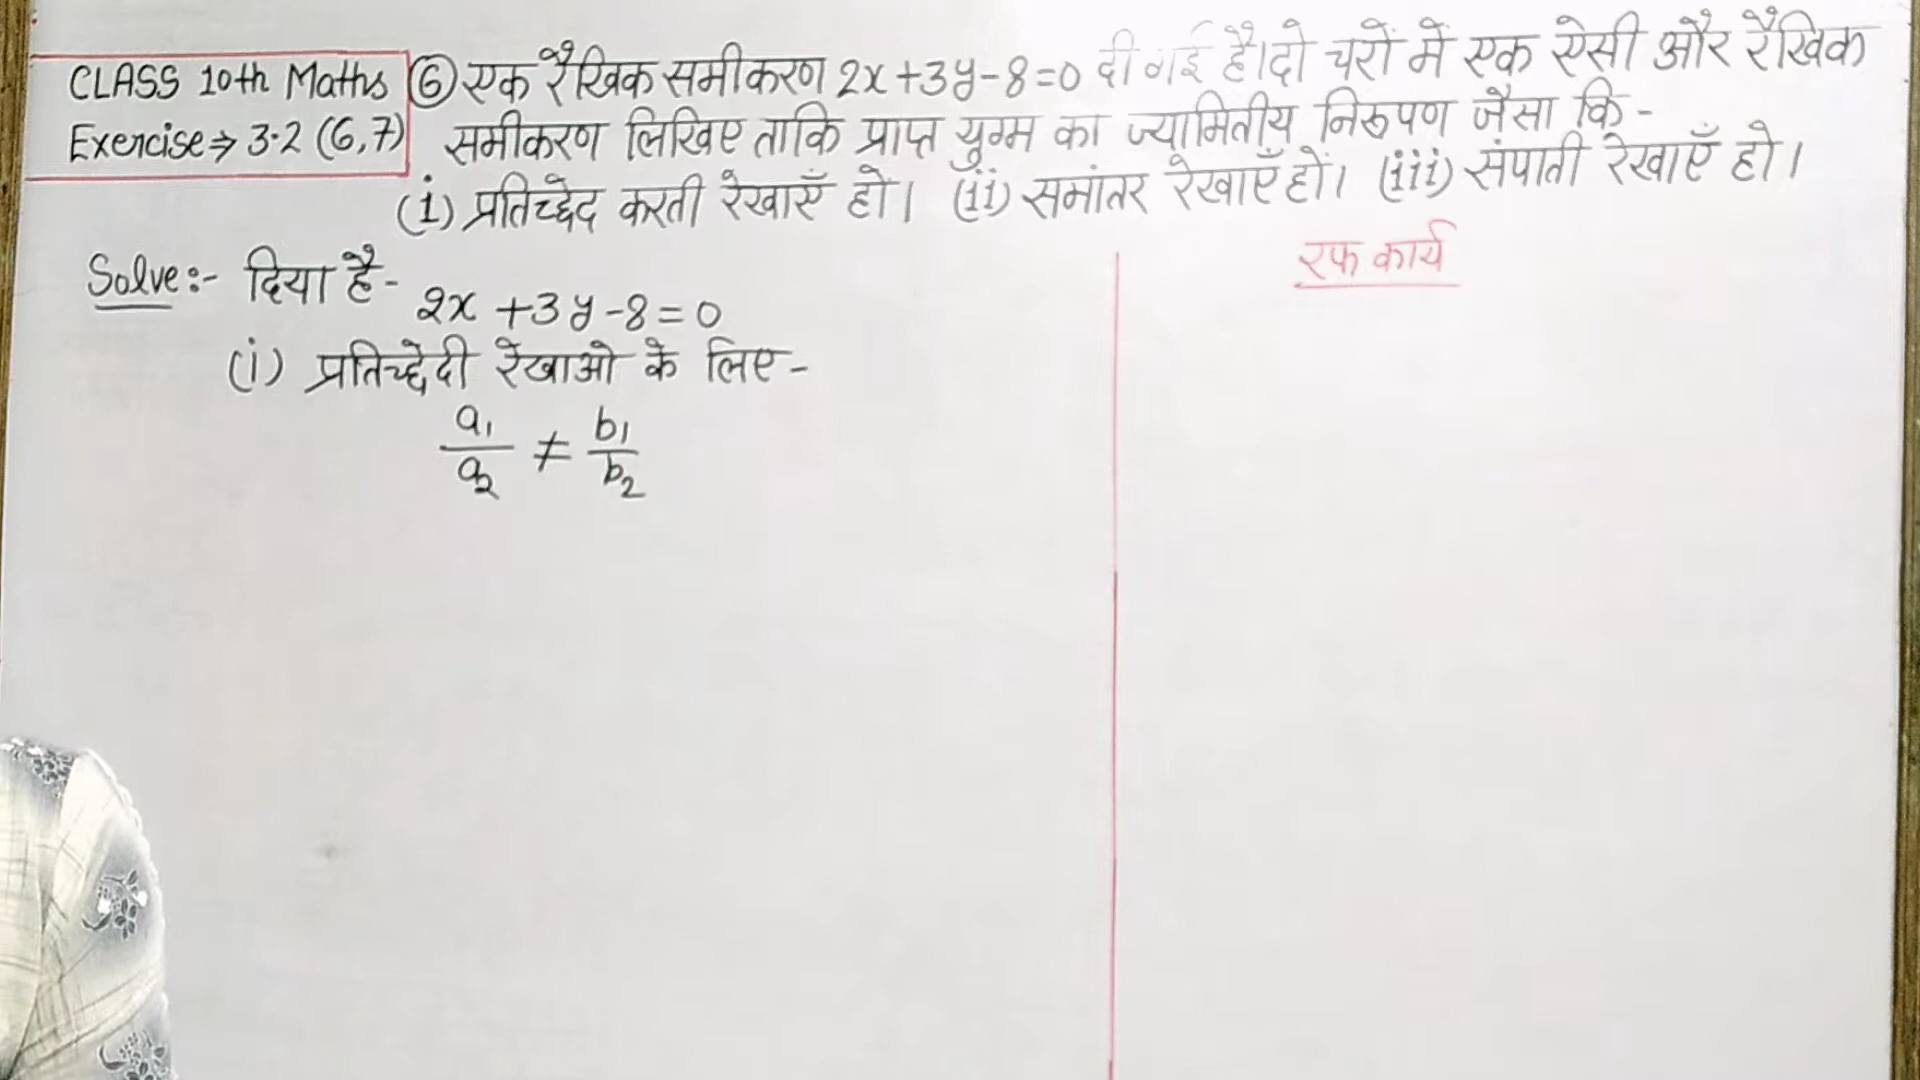 CLASS 10th Maths
Exercise⇒ 3·2 (6,7)
⑥ एक रैखिक समीकरण 2x+3y-8=0 दी गई है। दो चरों में एक ऐसी और रैखिक
समीकरण लिखिए ताकि प्राप्त युग्म का ज्यामितीय निरूपण जैसा कि -
(i) प्रतिच्छेद करती रेखाएँ हो। (ii) समांतर रेखाएँ हों। (iii) संपाती रेखाएँ हो।
रफ कार्य
Solve:- दिया है-
2x +3y-8=0
(i) प्रतिच्छेदी रेखाओ के लिए -
a₁/a₂ ≠ b₁/b₂